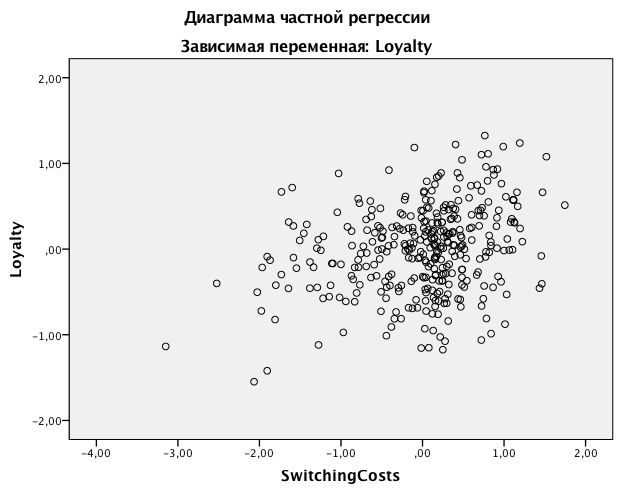 Диаграмма частной регрессии
Зависимая переменная: Loyalty
2,00
1,00
,00
-1,00
-2,00
Loyalty
-4,00 -3,00 -2,00 -1,00 ,00 1,00 2,00
SwitchingCosts